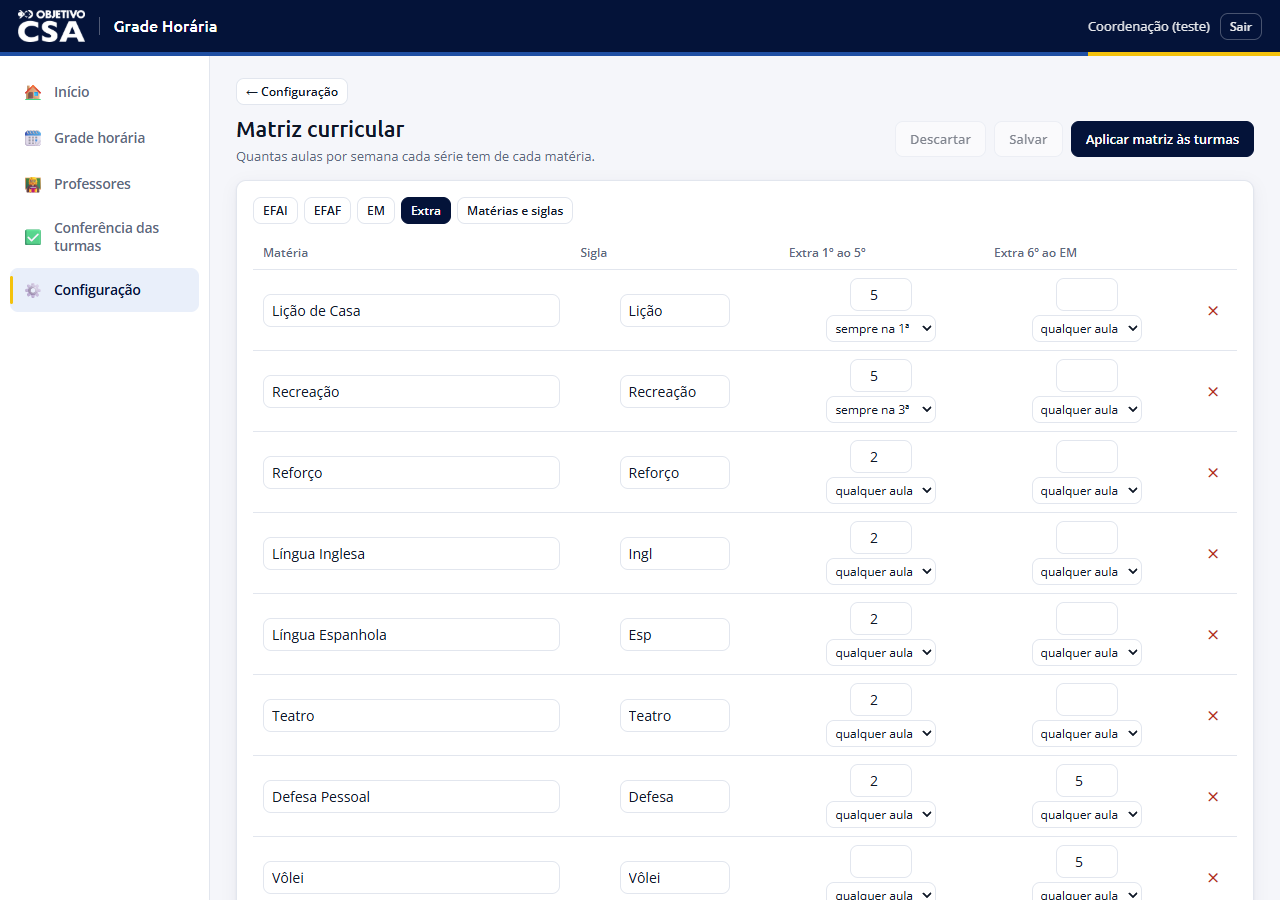 OBJETIVO
CSA
Grade Horária
Coordenação (teste)
Sair
Início
Grade horária
Professores
Conferência das
turmas
Configuração
← Configuração
Matriz curricular
Quantas aulas por semana cada série tem de cada matéria.
Descartar
Salvar
Aplicar matriz às turmas
EFAI
EFAF
EM
Extra
Matérias e siglas
Matéria
Sigla
Extra 1º ao 5º
Extra 6º ao EM
Lição de Casa
Lição
5
sempre na 1ª
qualquer aula
×
Recreação
Recreação
5
sempre na 3ª
qualquer aula
×
Reforço
Reforço
2
qualquer aula
qualquer aula
×
Língua Inglesa
Ingl
2
qualquer aula
qualquer aula
×
Língua Espanhola
Esp
2
qualquer aula
qualquer aula
×
Teatro
Teatro
2
qualquer aula
qualquer aula
×
Defesa Pessoal
Defesa
2
qualquer aula
5
qualquer aula
×
Vôlei
Vôlei
qualquer aula
5
qualquer aula
×